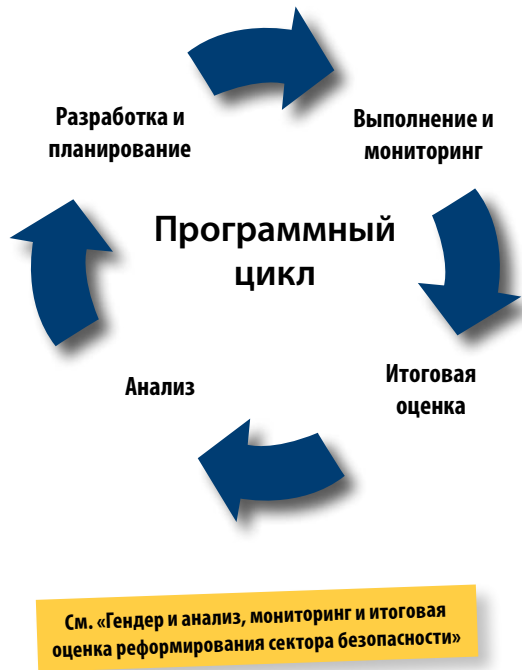 Разработка и
планирование
Выполнение и
мониторинг
Программный
цикл
Анализ
Итоговая
оценка
См. «Гендер и анализ, мониторинг и итоговая
оценка реформирования сектора безопасности»